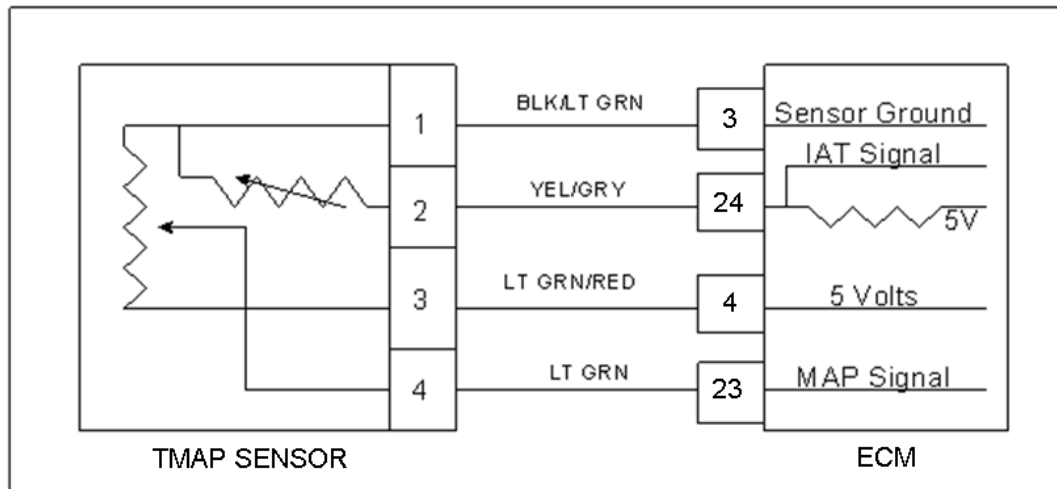 1 BLK/LT GRN 3 Sensor Ground
IAT Signal
2 YEL/GRY 24 5V
3 LT GRN/RED 4 5 Volts
4 LT GRN 23 MAP Signal
TMAP SENSOR ECM